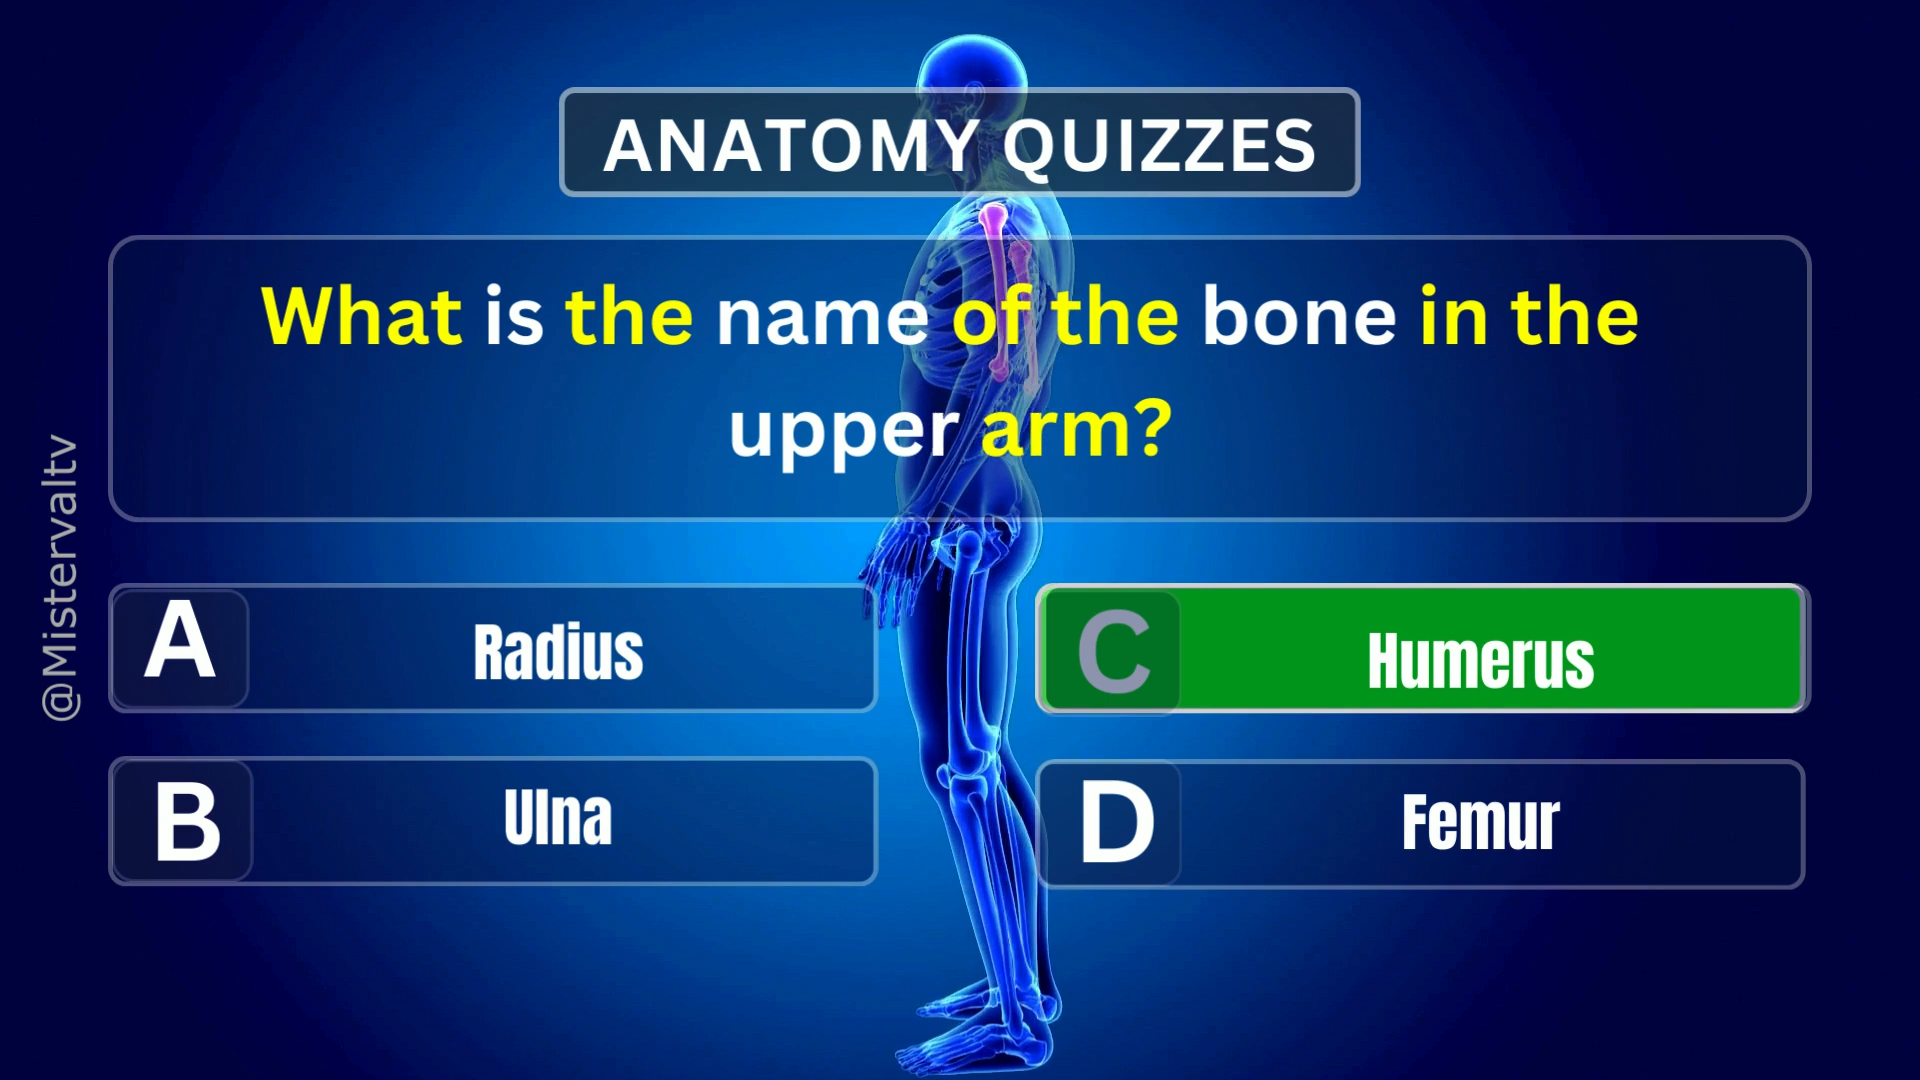 ANATOMY QUIZZES
What is the name of the bone in the
upper arm?
A Radius
C Humerus
B Ulna
D Femur
@Mistervaltv